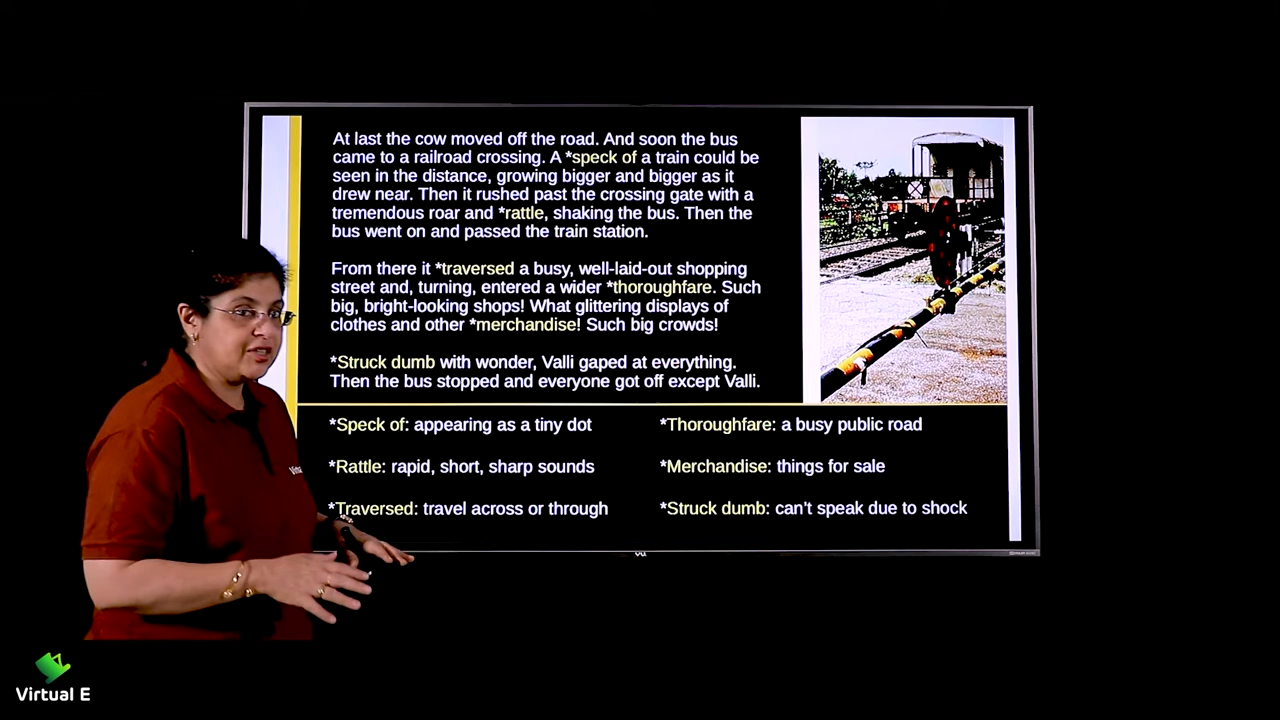 At last the cow moved off the road. And soon the bus
came to a railroad crossing. A *speck of a train could be
seen in the distance, growing bigger and bigger as it
drew near. Then it rushed past the crossing gate with a
tremendous roar and *rattle, shaking the bus. Then the
bus went on and passed the train station.
From there it *traversed a busy, well-laid-out shopping
street and, turning, entered a wider *thoroughfare. Such
big, bright-looking shops! What glittering displays of
clothes and other *merchandise! Such big crowds!
*Struck dumb with wonder, Valli gaped at everything.
Then the bus stopped and everyone got off except Valli.
*Speck of: appearing as a tiny dot
*Rattle: rapid, short, sharp sounds
*Traversed: travel across or through
*Thoroughfare: a busy public road
*Merchandise: things for sale
*Struck dumb: can't speak due to shock
Virtual E